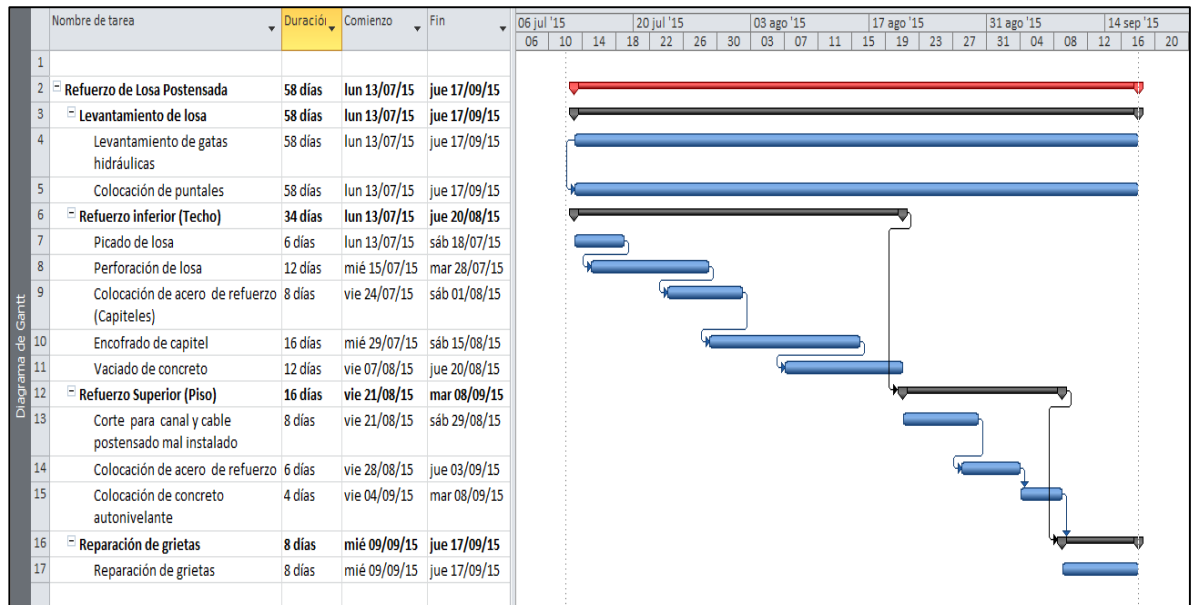 Nombre de tarea Duración Comienzo Fin 06 jul '15 20 jul '15 03 ago '15 17 ago '15 31 ago '15 14 sep '15
06 10 14 18 22 26 30 03 07 11 15 19 23 27 31 04 08 12 16 20
1
2 Refuerzo de Losa Postensada 58 días lun 13/07/15 jue 17/09/15
3 Levantamiento de losa 58 días lun 13/07/15 jue 17/09/15
4 Levantamiento de gatas 58 días lun 13/07/15 jue 17/09/15
hidráulicas
5 Colocación de puntales 58 días lun 13/07/15 jue 17/09/15
6 Refuerzo inferior (Techo) 34 días lun 13/07/15 jue 20/08/15
7 Picado de losa 6 días lun 13/07/15 sáb 18/07/15
8 Perforación de losa 12 días mié 15/07/15 mar 28/07/15
9 Colocación de acero de refuerzo 8 días vie 24/07/15 sáb 01/08/15
(Capiteles)
10 Encofrado de capitel 16 días mié 29/07/15 sáb 15/08/15
11 Vaciado de concreto 12 días vie 07/08/15 jue 20/08/15
12 Refuerzo Superior (Piso) 16 días vie 21/08/15 mar 08/09/15
13 Corte para canal y cable 8 días vie 21/08/15 sáb 29/08/15
postensado mal instalado
14 Colocación de acero de refuerzo 6 días vie 28/08/15 jue 03/09/15
15 Colocación de concreto 4 días vie 04/09/15 mar 08/09/15
autonivelante
16 Reparación de grietas 8 días mié 09/09/15 jue 17/09/15
17 Reparación de grietas 8 días mié 09/09/15 jue 17/09/15
Diagrama de Gantt